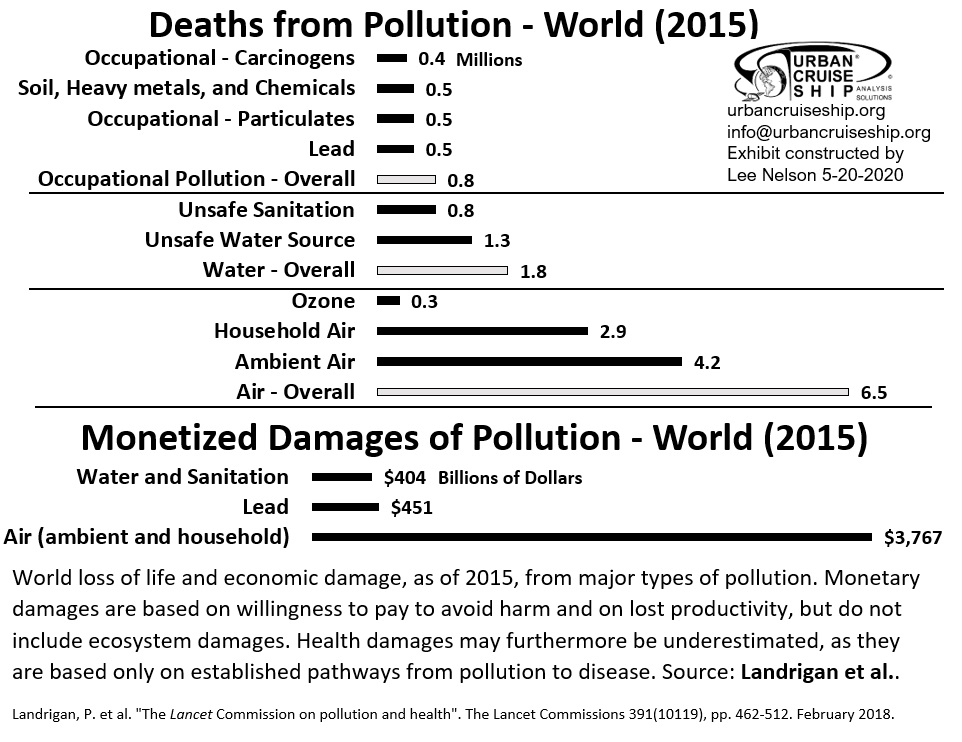 Deaths from Pollution - World (2015)
Occupational - Carcinogens 0.4 Millions
Soil, Heavy metals, and Chemicals 0.5
Occupational - Particulates 0.5
Lead 0.5
Occupational Pollution - Overall 0.8
URBAN®
CRUISE
SHIP ANALYSIS
SOLUTIONS
©
urbancruiseship.org
info@urbancruiseship.org
Exhibit constructed by
Lee Nelson 5-20-2020
Unsafe Sanitation 0.8
Unsafe Water Source 1.3
Water - Overall 1.8
Ozone 0.3
Household Air 2.9
Ambient Air 4.2
Air - Overall 6.5
Monetized Damages of Pollution - World (2015)
Water and Sanitation $404 Billions of Dollars
Lead $451
Air (ambient and household) $3,767
World loss of life and economic damage, as of 2015, from major types of pollution. Monetary
damages are based on willingness to pay to avoid harm and on lost productivity, but do not
include ecosystem damages. Health damages may furthermore be underestimated, as they
are based only on established pathways from pollution to disease. Source: Landrigan et al..
Landrigan, P. et al. "The Lancet Commission on pollution and health". The Lancet Commissions 391(10119), pp. 462-512. February 2018.